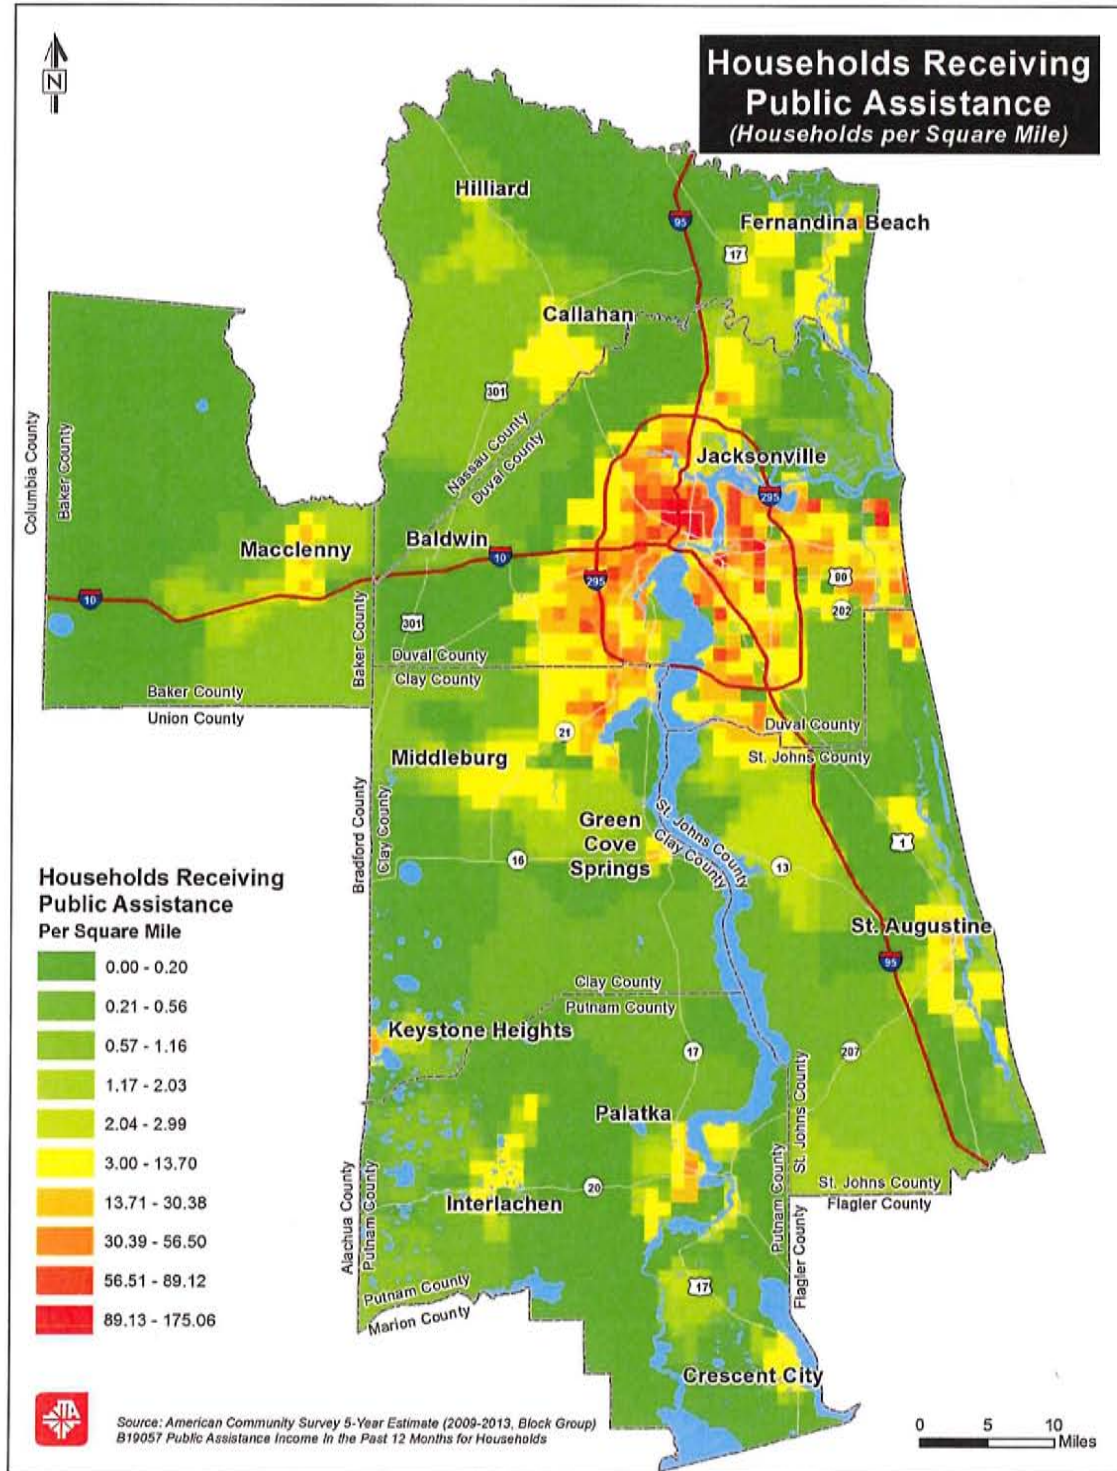 N
Households Receiving
Public Assistance
(Households per Square Mile)
Hilliard
95
Fernandina Beach
17
Callahan
301
Nassau County
Duval County
Columbia County
Baker County
Jacksonville
295
Macclenny
Baldwin
10
10
295
90
202
301
Baker County
Duval County
Clay County
Baker County
Union County
21
Duval County
St. Johns County
Middleburg
Bradford County
Clay County
Green
Cove
Springs
St. Johns County
Clay County
16
13
1
Households Receiving
Public Assistance
Per Square Mile
0.00 - 0.20
0.21 - 0.56
0.57 - 1.16
1.17 - 2.03
2.04 - 2.99
3.00 - 13.70
13.71 - 30.38
30.39 - 56.50
56.51 - 89.12
89.13 - 175.06
St. Augustine
95
Clay County
Putnam County
Keystone Heights
17
207
Palatka
Putnam County
St. Johns County
Interlachen
20
St. Johns County
Flagler County
Alachua County
Putnam County
Flagler County
Putnam County
Marion County
17
Crescent City
JTA
Source: American Community Survey 5-Year Estimate (2009-2013, Block Group)
B19057 Public Assistance Income In the Past 12 Months for Households
0 5 10
Miles